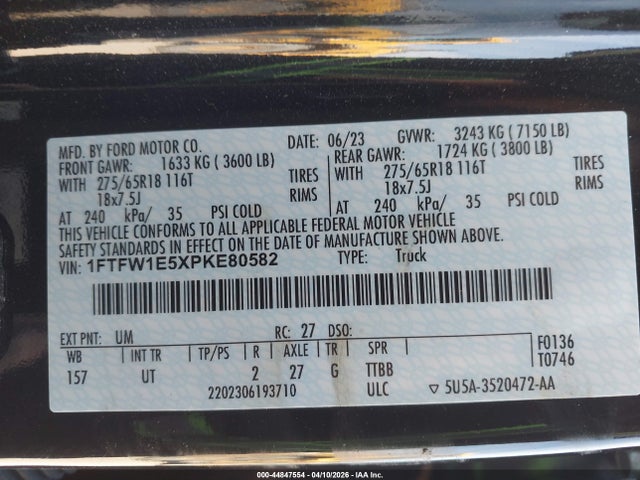 MFD. BY FORD MOTOR CO. DATE: 06/23 GVWR: 3243 KG ( 7150 LB)
FRONT GAWR: 1633 KG ( 3600 LB) REAR GAWR: 1724 KG ( 3800 LB)
WITH 275/65R18 116T TIRES WITH 275/65R18 116T TIRES
18x7.5J RIMS 18x7.5J RIMS
AT 240 kPa/ 35 PSI COLD AT 240 kPa/ 35 PSI COLD
THIS VEHICLE CONFORMS TO ALL APPLICABLE FEDERAL MOTOR VEHICLE
SAFETY STANDARDS IN EFFECT ON THE DATE OF MANUFACTURE SHOWN ABOVE.
VIN: 1FTFW1E5XPKE80582 TYPE: Truck
EXT PNT: UM RC: 27 DSO: F0136
WB INT TR TP/PS R AXLE TR SPR T0746
157 UT 2 27 G TTBB
2202306193710 ULC ▽ 5U5A-3520472-AA
000-44847554 - 04/10/2026 - IAA Inc.